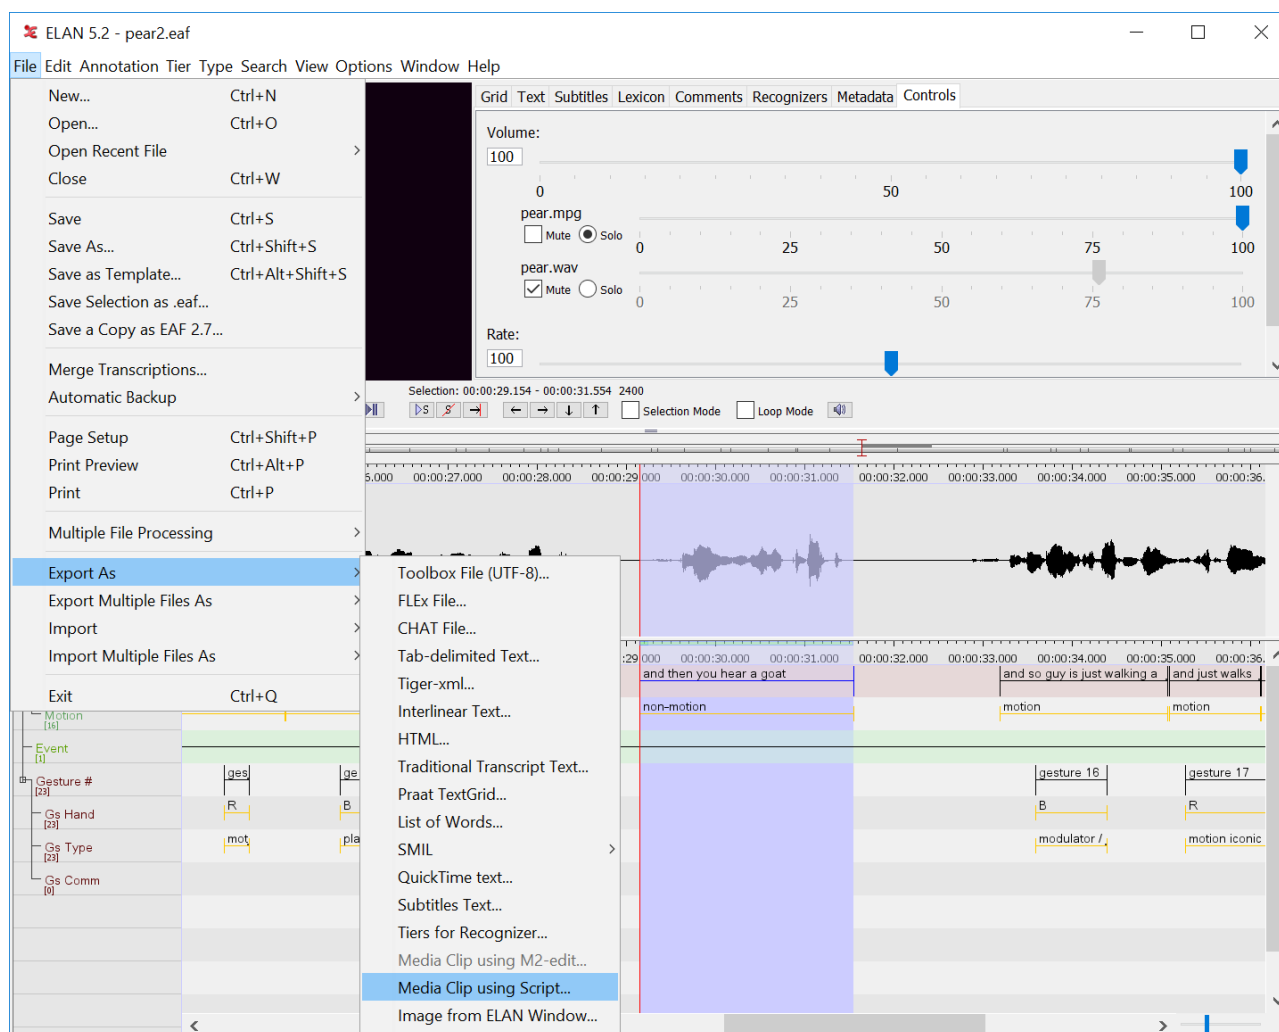 ELAN 5.2 - pear2.eaf
File Edit Annotation Tier Type Search View Options Window Help
New... Ctrl+N
Open... Ctrl+O
Open Recent File
Close Ctrl+W
Save Ctrl+S
Save As... Ctrl+Shift+S
Save as Template... Ctrl+Alt+Shift+S
Save Selection as .eaf...
Save a Copy as EAF 2.7...
Merge Transcriptions...
Automatic Backup
Page Setup Ctrl+Shift+P
Print Preview Ctrl+Alt+P
Print Ctrl+P
Multiple File Processing
Export As
Export Multiple Files As
Import
Import Multiple Files As
Exit Ctrl+Q
Toolbox File (UTF-8)...
FLEx File...
CHAT File...
Tab-delimited Text...
Tiger-xml...
Interlinear Text...
HTML...
Traditional Transcript Text...
Praat TextGrid...
List of Words...
SMIL
QuickTime text...
Subtitles Text...
Tiers for Recognizer...
Media Clip using M2-edit...
Media Clip using Script...
Image from ELAN Window...
Grid Text Subtitles Lexicon Comments Recognizers Metadata Controls
Volume:
100
0 50 100
pear.mpg
Mute Solo
0 25 50 75 100
pear.wav
Mute Solo
0 25 50 75 100
Rate:
100
Selection: 00:00:29.154 - 00:00:31.554 2400
S S Selection Mode Loop Mode
5.000 00:00:27.000 00:00:28.000 00:00:29.000 00:00:30.000 00:00:31.000 00:00:32.000 00:00:33.000 00:00:34.000 00:00:35.000 00:00:36.
:29.000 00:00:30.000 00:00:31.000 00:00:32.000 00:00:33.000 00:00:34.000 00:00:35.000 00:00:36.
and then you hear a goat and so guy is just walking a and just walks
Motion
[16]
non-motion motion motion
Event
[1]
Gesture #
[23]
ges ge gesture 16 gesture 17
Gs Hand
[23]
R B B R
Gs Type
[23]
mot pla modulator / motion iconic
Gs Comm
[0]